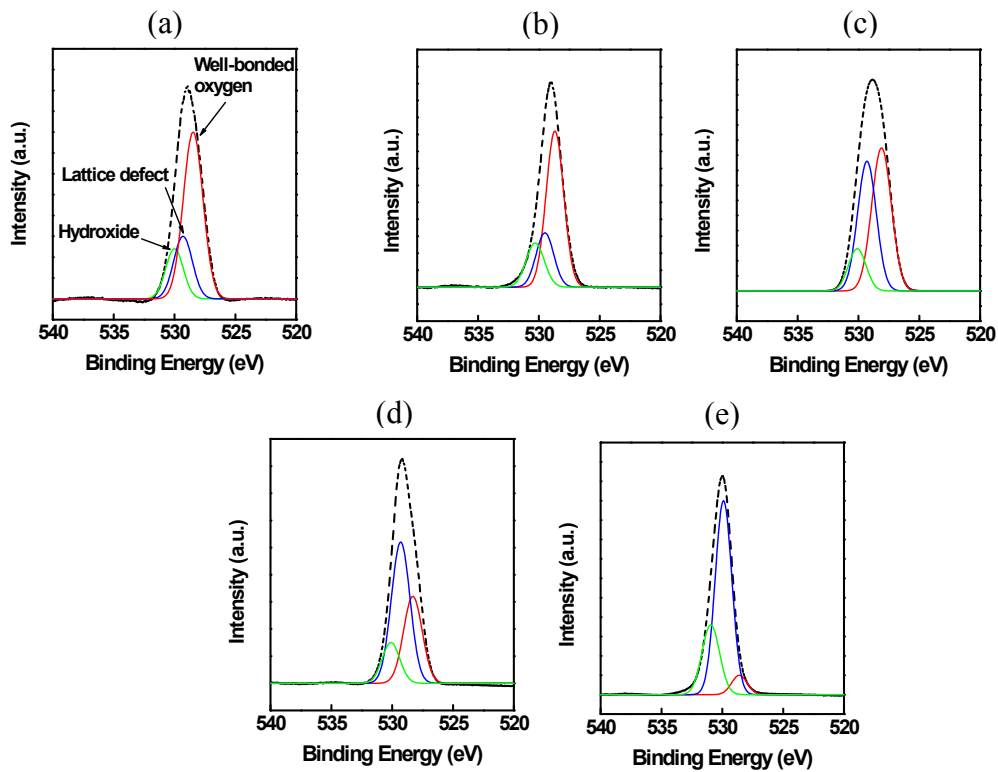 (a)
Well-bonded
oxygen
Lattice defect
Hydroxide
Intensity (a.u.)
540 535 530 525 520
Binding Energy (eV)
(b)
Intensity (a.u.)
540 535 530 525 520
Binding Energy (eV)
(c)
Intensity (a.u.)
540 535 530 525 520
Binding Energy (eV)
(d)
Intensity (a.u.)
540 535 530 525 520
Binding Energy (eV)
(e)
Intensity (a.u.)
540 535 530 525 520
Binding Energy (eV)